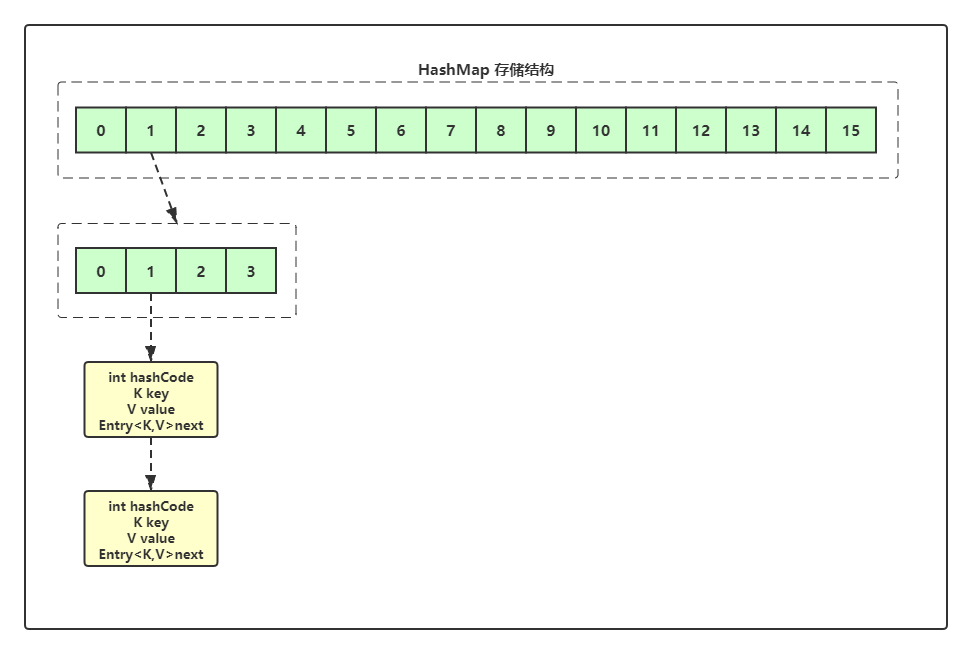 HashMap 存储结构
0 1 2 3 4 5 6 7 8 9 10 11 12 13 14 15
0 1 2 3
int hashCode
K key
V value
Entry<K,V>next
int hashCode
K key
V value
Entry<K,V>next